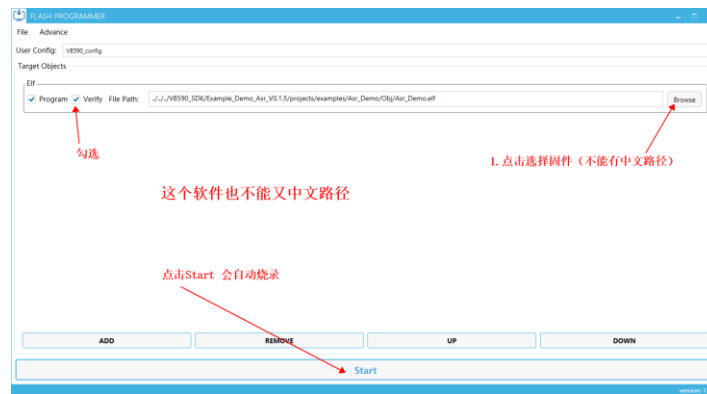 FLASH PROGRAMMER
File Advance
User Config: V8590_config
Target Objects
Elf
Program Verify File Path: ../../../V8590_SDK/Example_Demo_Asr_V0.1.5/projects/examples/Asr_Demo/Obj/Asr_Demo.elf Browse
勾选
1. 点击选择固件（不能有中文路径）
这个软件也不能又中文路径
点击Start 会自动烧录
ADD REMOVE UP DOWN
Start
version: 1.